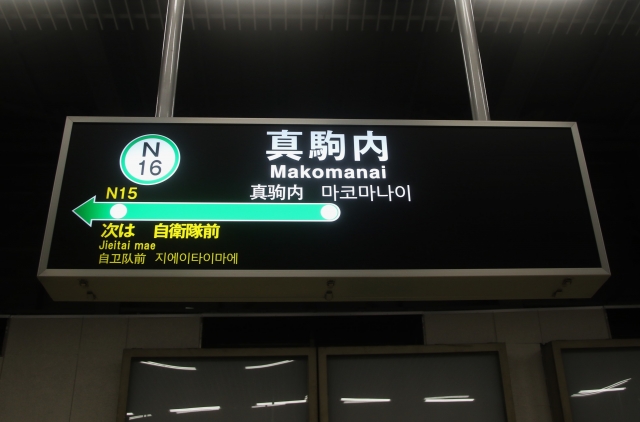 N
16
真駒内
Makomanai
真驹内 마코마나이
N15
次は 自衛隊前
Jieitai mae
自卫队前 지에이타이마에